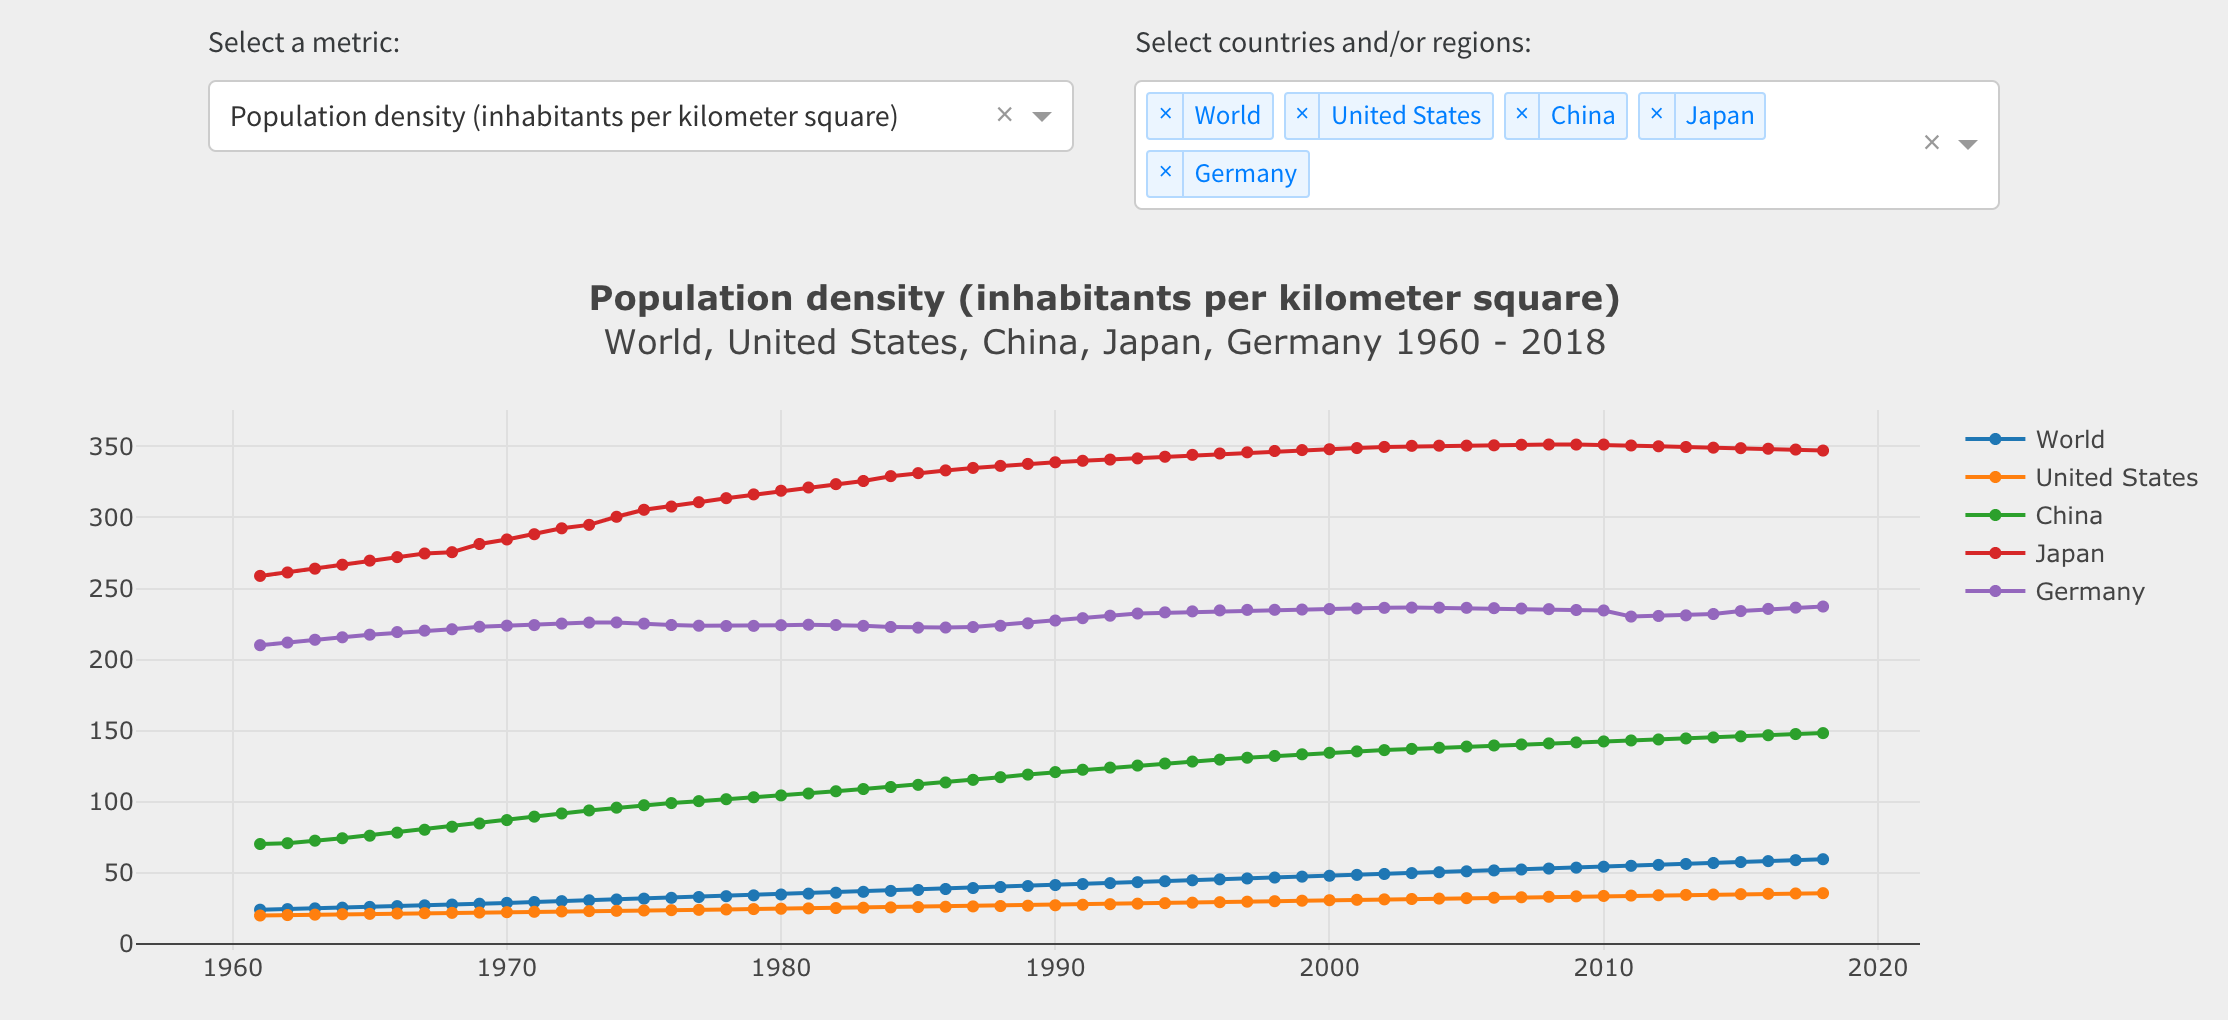 Select a metric:
Select countries and/or regions:
Population density (inhabitants per kilometer square) ×
× World × United States × China × Japan ×
× Germany
Population density (inhabitants per kilometer square)
World, United States, China, Japan, Germany 1960 - 2018
350
300
250
200
150
100
50
0
1960 1970 1980 1990 2000 2010 2020
World
United States
China
Japan
Germany